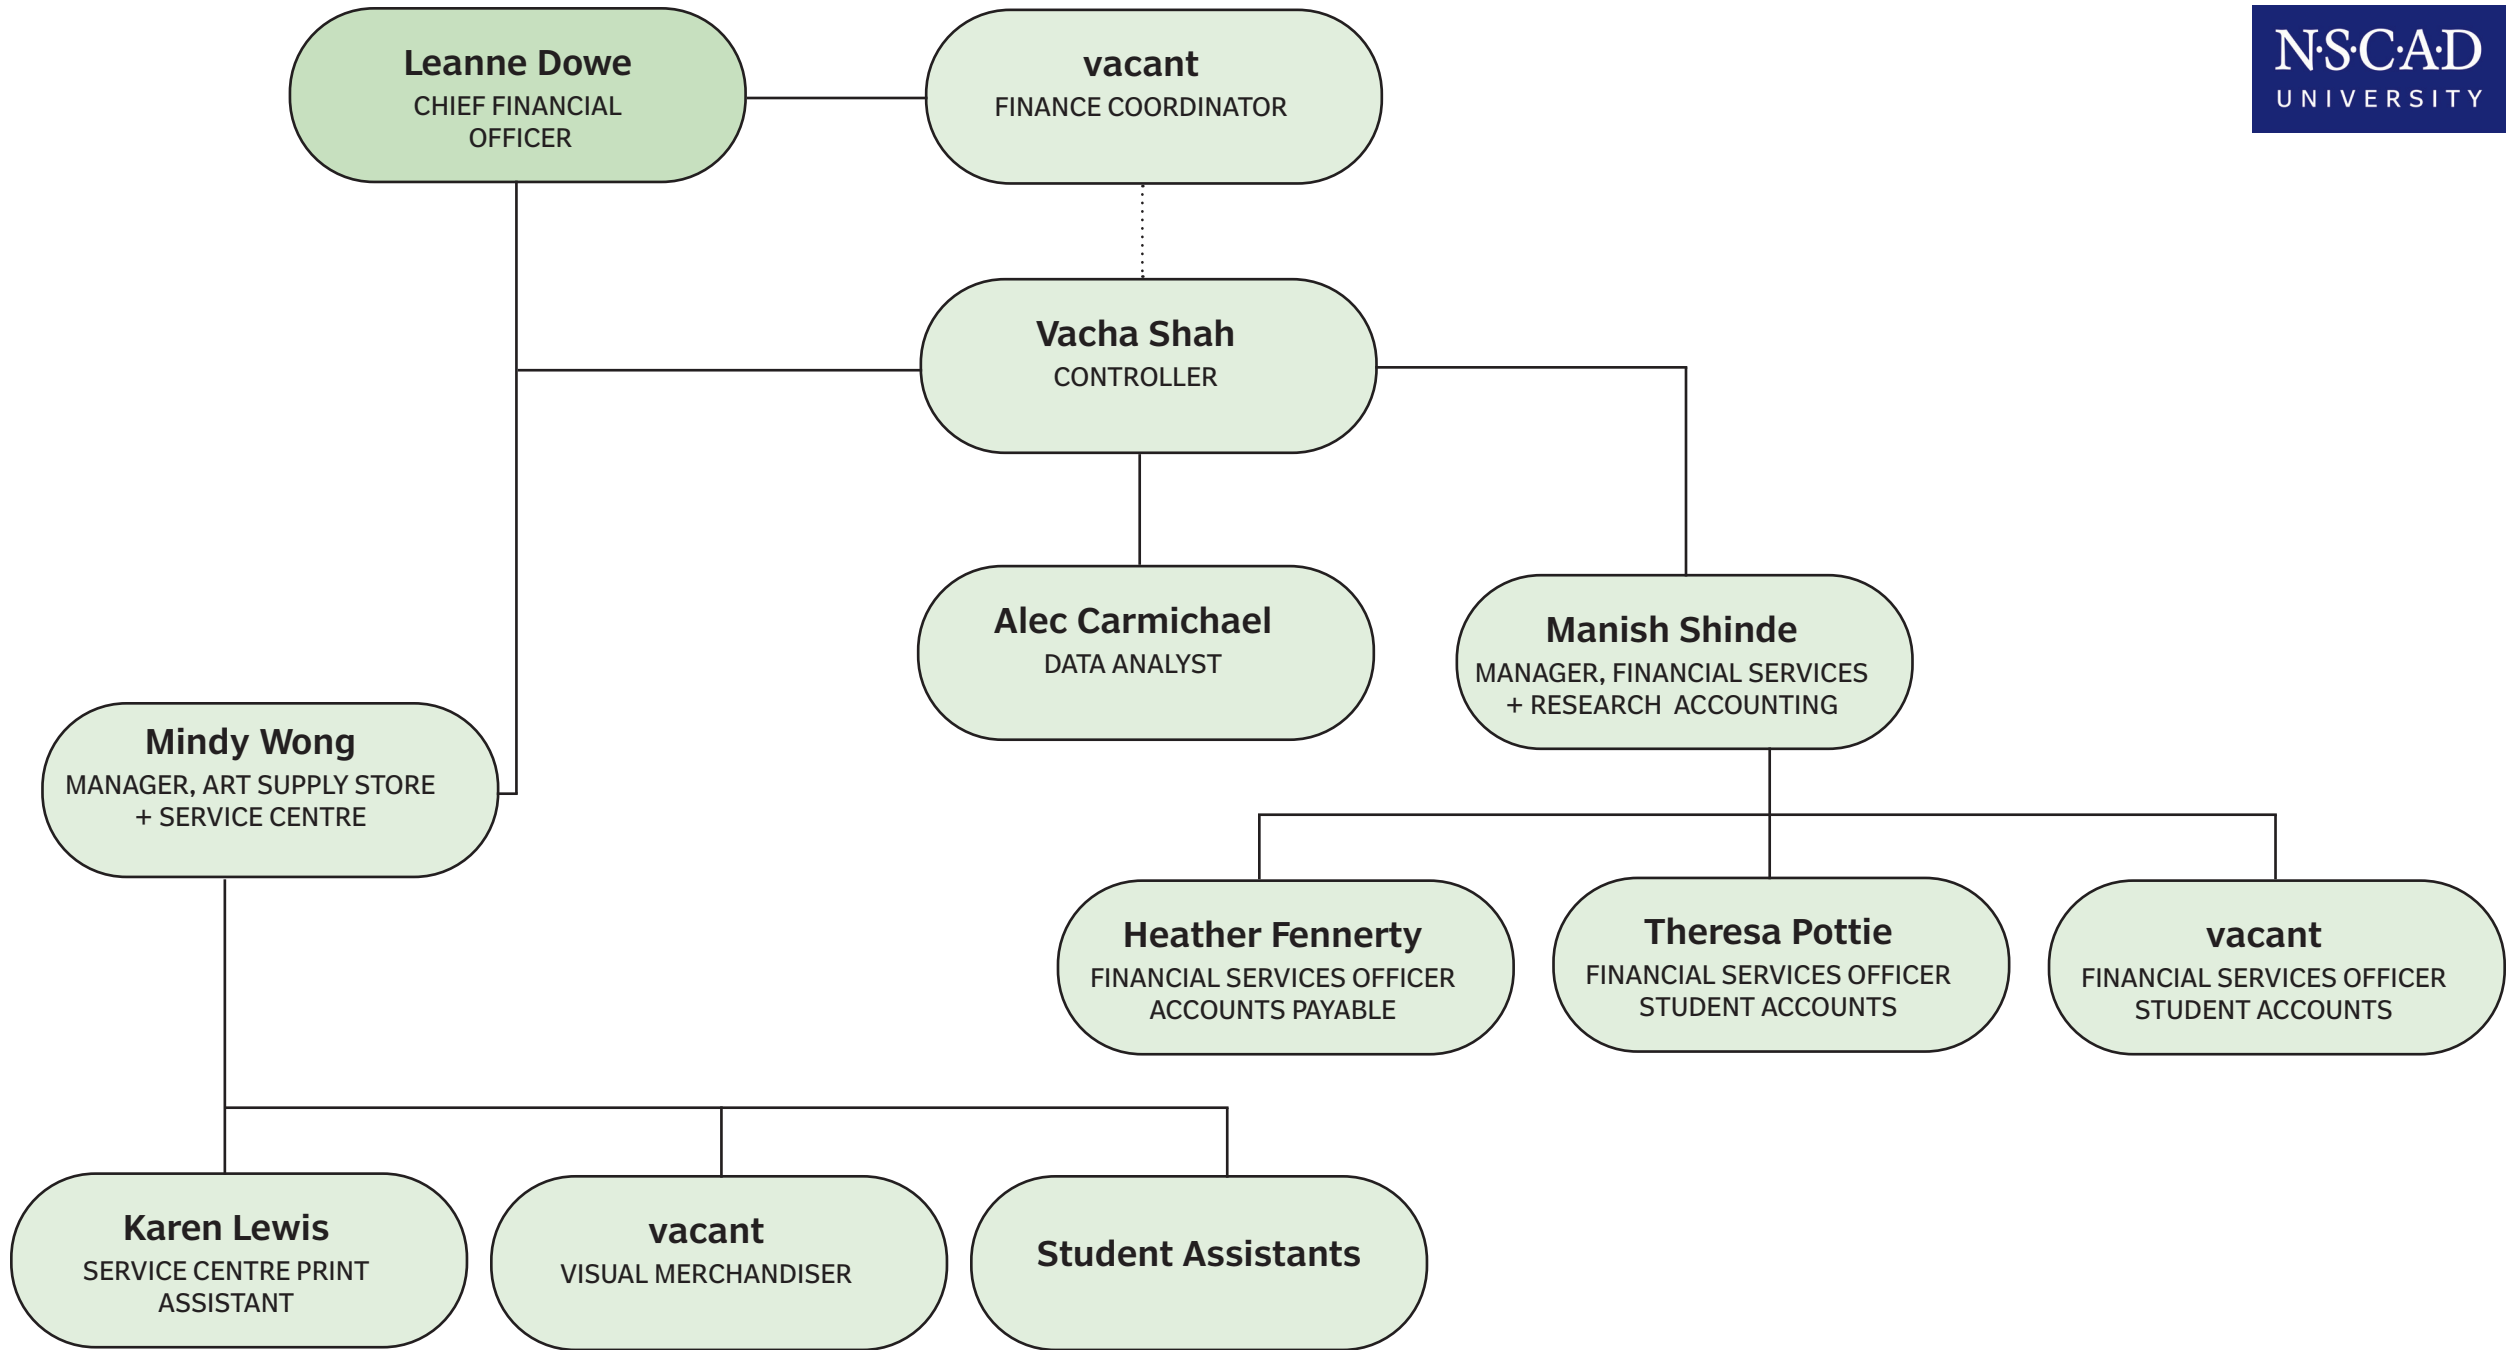 Leanne Dowe
CHIEF FINANCIAL
OFFICER
vacant
FINANCE COORDINATOR
N·S·C·A·D
UNIVERSITY
Vacha Shah
CONTROLLER
Alec Carmichael
DATA ANALYST
Manish Shinde
MANAGER, FINANCIAL SERVICES
+ RESEARCH ACCOUNTING
Mindy Wong
MANAGER, ART SUPPLY STORE
+ SERVICE CENTRE
Heather Fennerty
FINANCIAL SERVICES OFFICER
ACCOUNTS PAYABLE
Theresa Pottie
FINANCIAL SERVICES OFFICER
STUDENT ACCOUNTS
vacant
FINANCIAL SERVICES OFFICER
STUDENT ACCOUNTS
Karen Lewis
SERVICE CENTRE PRINT
ASSISTANT
vacant
VISUAL MERCHANDISER
Student Assistants